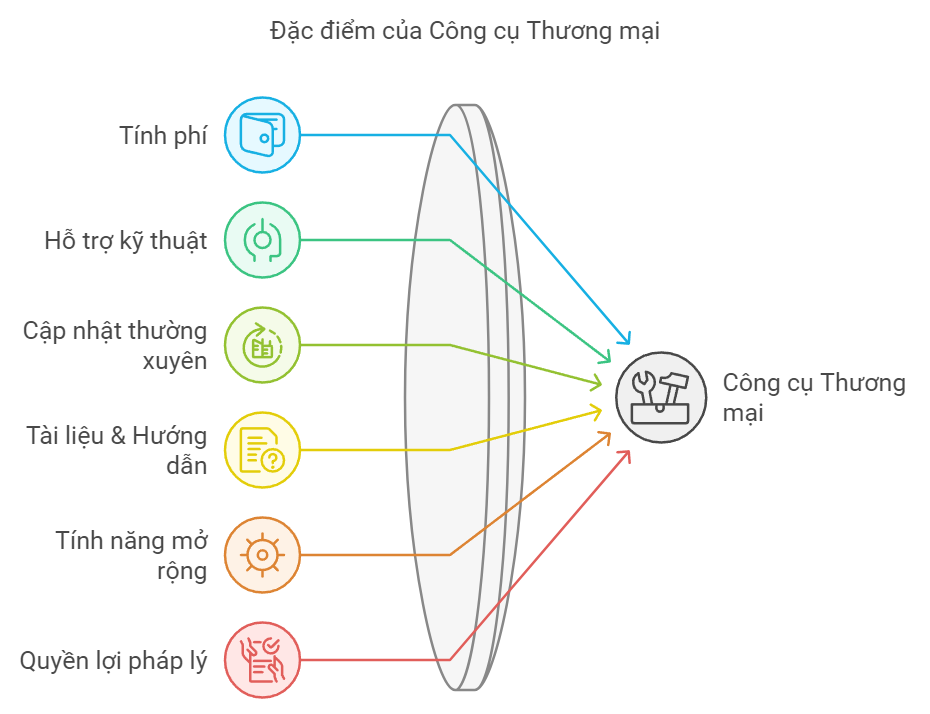 Đặc điểm của Công cụ Thương mại
Tính phí
Hỗ trợ kỹ thuật
Cập nhật thường
xuyên
Tài liệu & Hướng
dẫn
Tính năng mở
rộng
Quyền lợi pháp lý
Công cụ Thương
mại